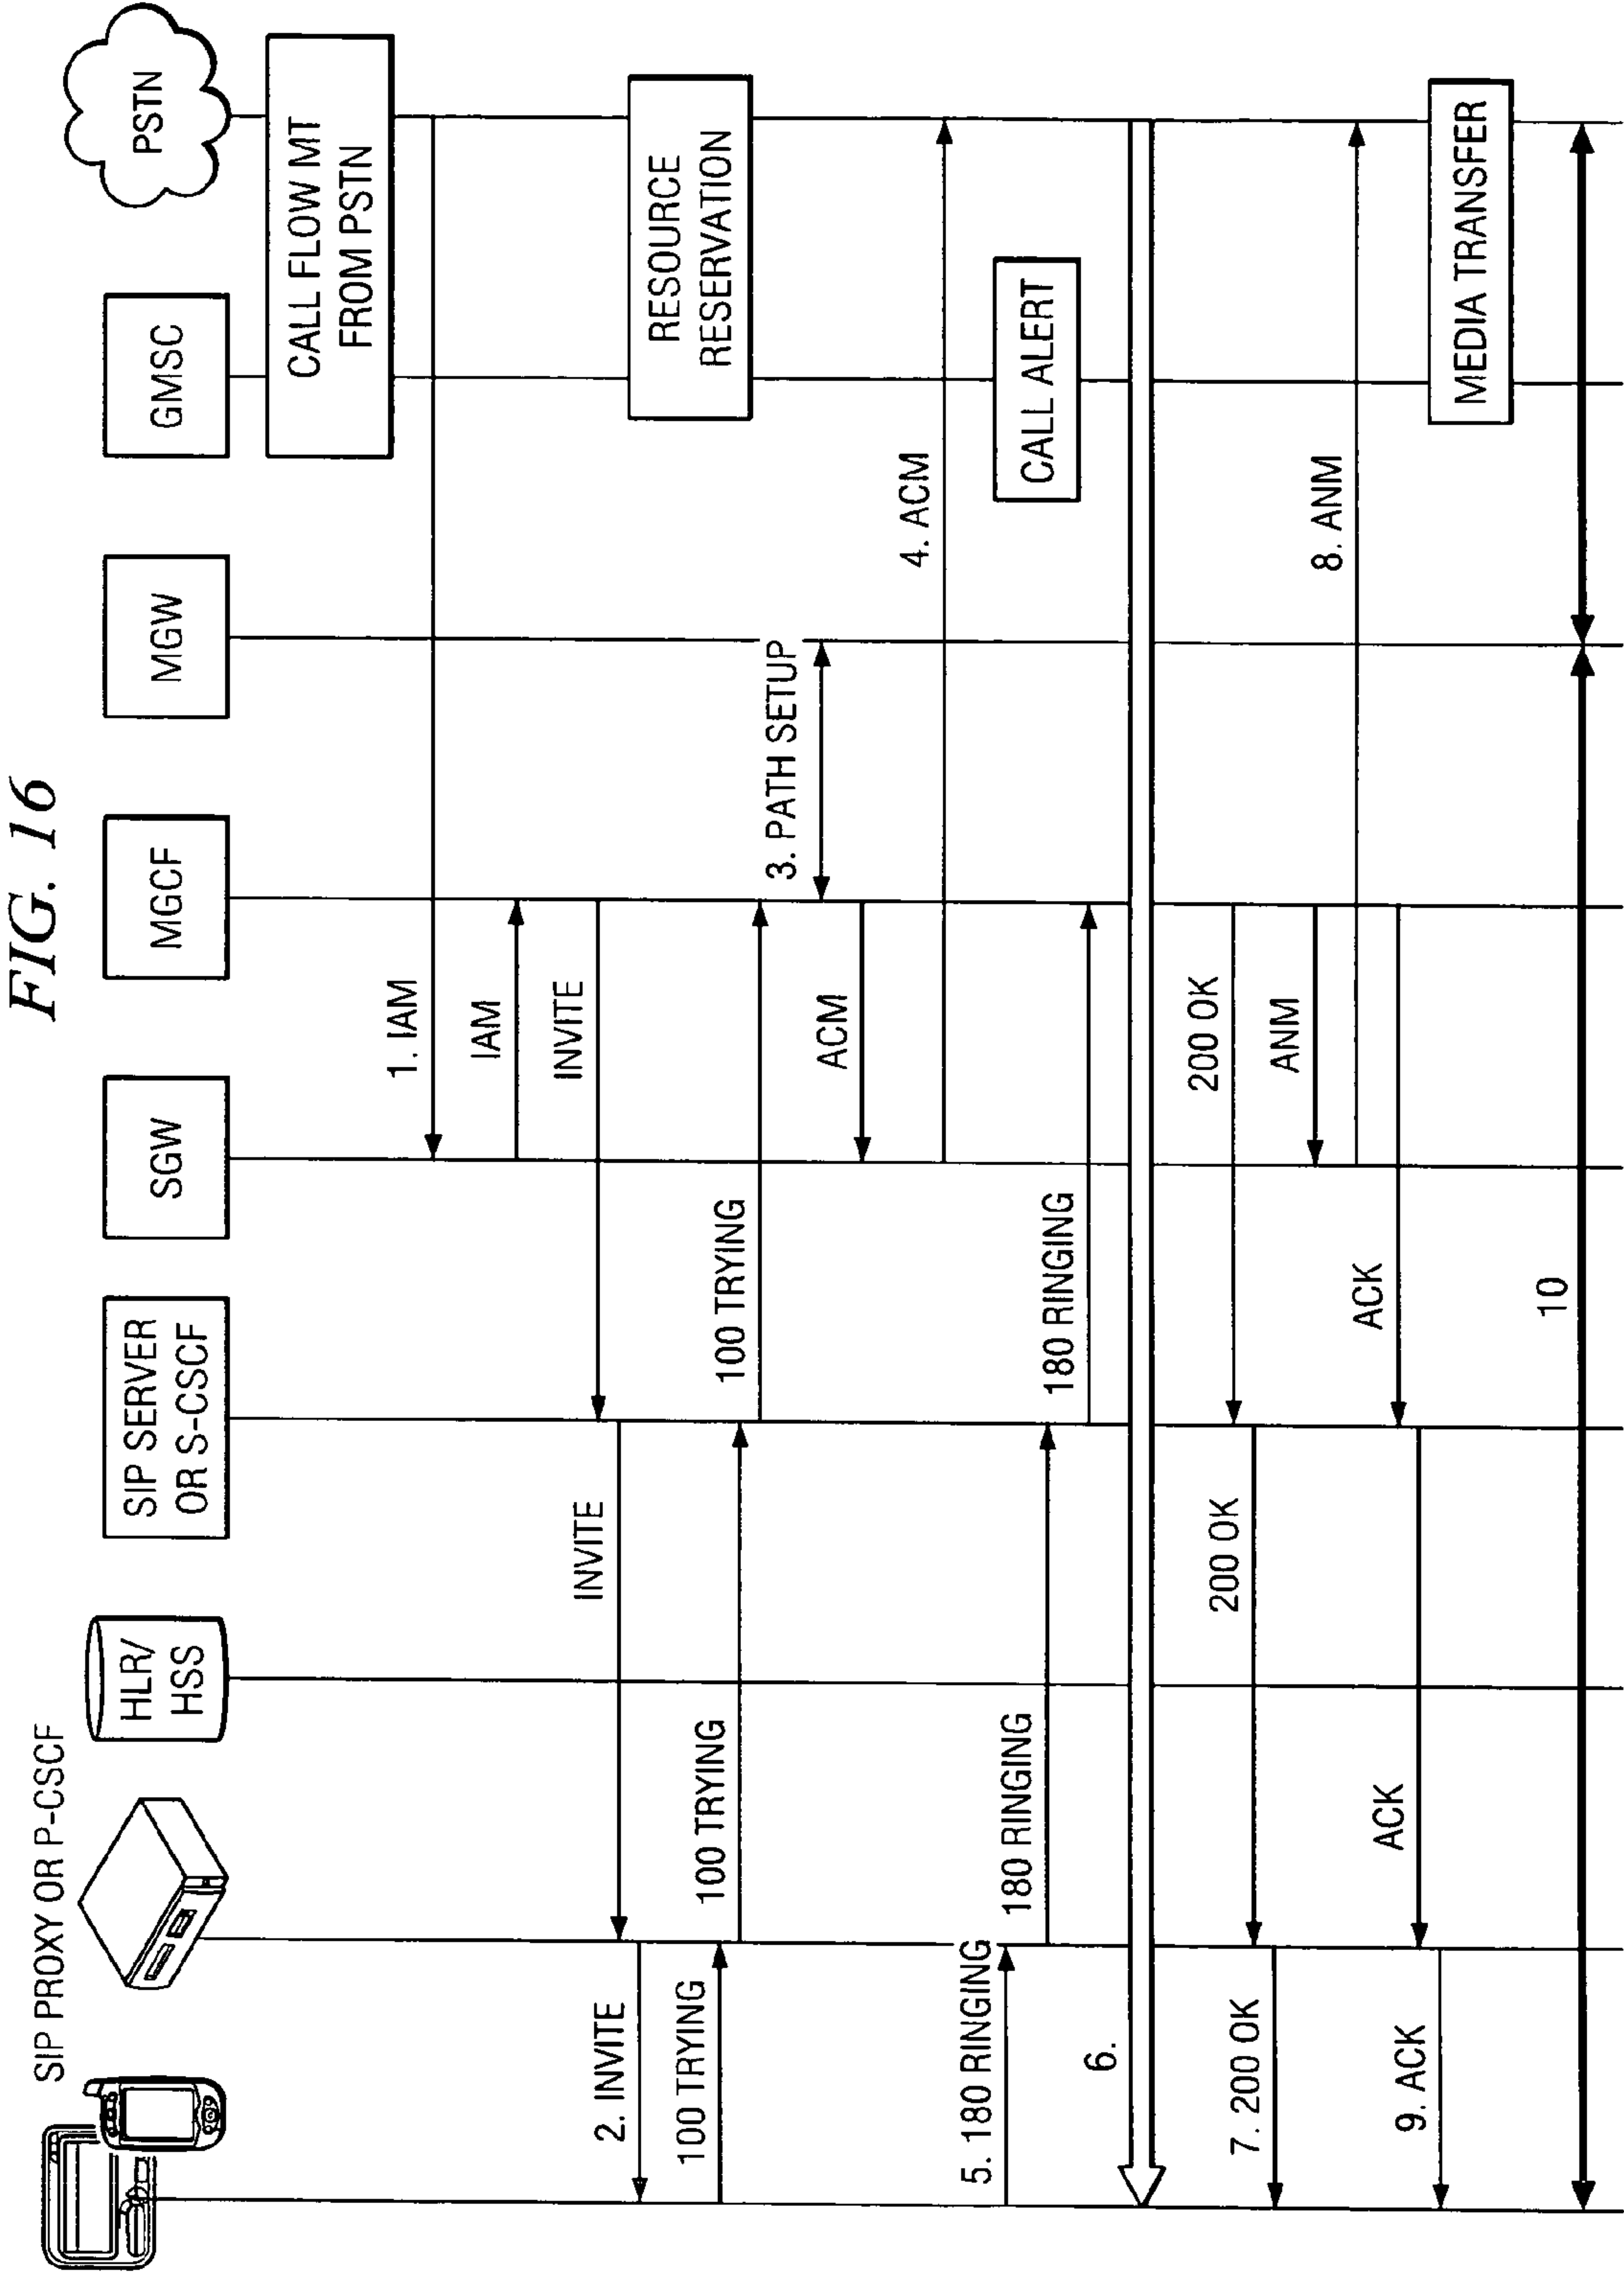 FIG. 16
SIP PROXY OR P-CSCF
HLR/
HSS
SIP SERVER
OR S-CSCF
SGW
MGCF
MGW
GMSC
PSTN
CALL FLOW MT
FROM PSTN
1. IAM
IAM
INVITE
INVITE
2. INVITE
RESOURCE
RESERVATION
100 TRYING
100 TRYING
100 TRYING
3. PATH SETUP
ACM
4. ACM
CALL ALERT
5. 180 RINGING
180 RINGING
180 RINGING
6.
200 OK
200 OK
7. 200 OK
ANM
8. ANM
ACK
ACK
9. ACK
MEDIA TRANSFER
10